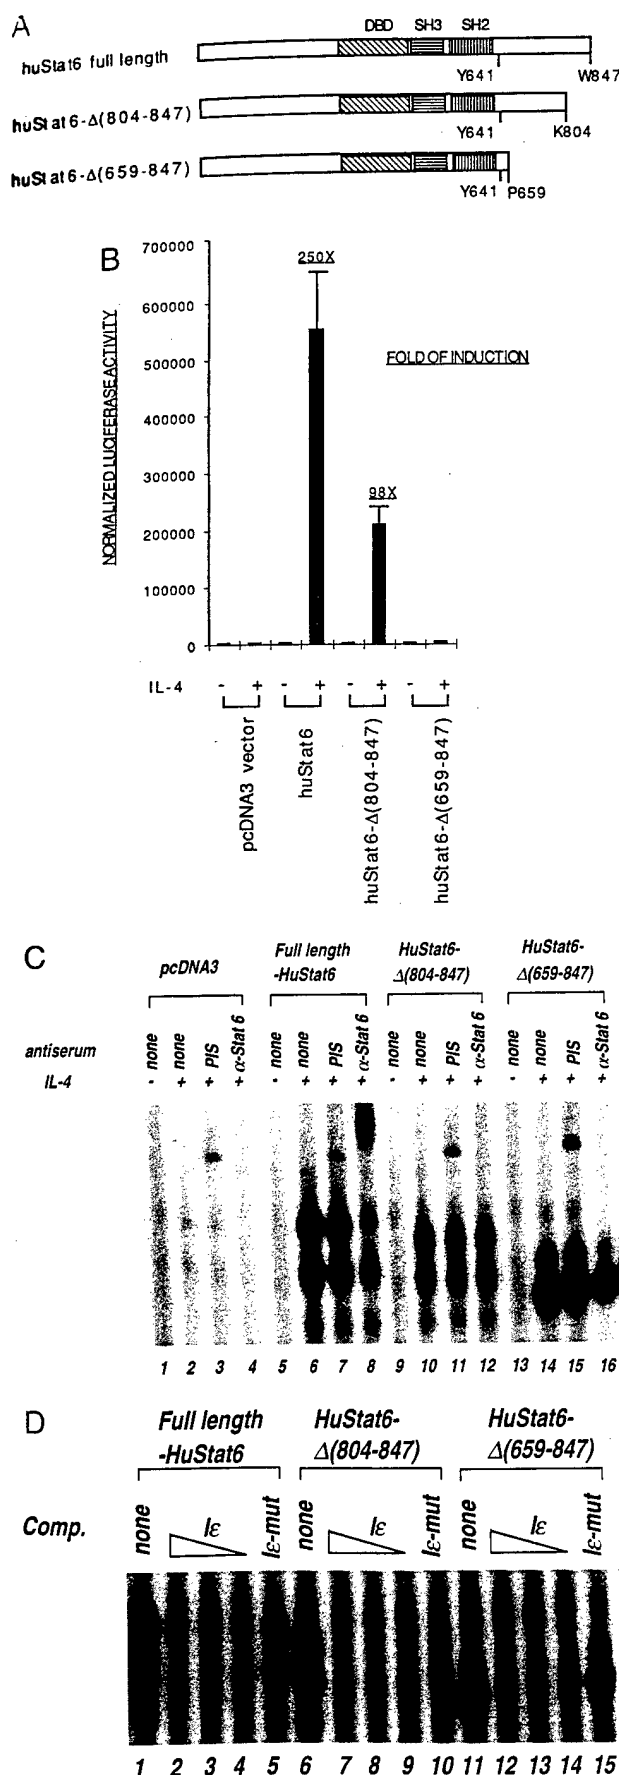 A
DBD SH3 SH2
huStat6 full length
Y641 W847
huStat6-Δ(804-847)
Y641 K804
huStat6-Δ(659-847)
Y641 P659
B
700000
600000
500000
400000
300000
200000
100000
0
NORMALIZED LUCIFERASE ACTIVITY
250X
98X
FOLD OF INDUCTION
IL-4 - + - + - + - +
pcDNA3 vector
huStat6
huStat6-Δ(804-847)
huStat6-Δ(659-847)
C
pcDNA3
Full length
-HuStat6
HuStat6-
Δ(804-847)
HuStat6-
Δ(659-847)
antiserum none none PIS α-Stat 6 none none PIS α-Stat 6 none none PIS α-Stat 6 none none PIS α-Stat 6
IL-4 - + + + - + + + - + + + - + + +
1 2 3 4 5 6 7 8 9 10 11 12 13 14 15 16
D
Full length
-HuStat6
HuStat6-
Δ(804-847)
HuStat6-
Δ(659-847)
Comp. none Iε Iε-mut none Iε Iε-mut none Iε Iε-mut
1 2 3 4 5 6 7 8 9 10 11 12 13 14 15